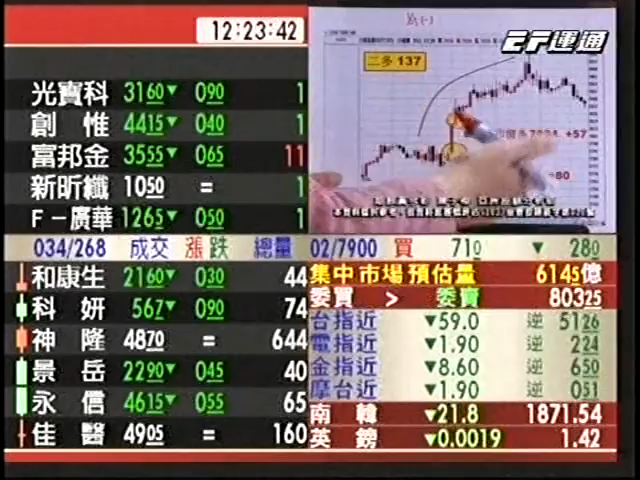 12:23:42
EF運通
二多 137
+57
+80
光寶科 3160▼ 090 1
創惟 4415▼ 040 1
富邦金 3555▼ 065 11
新昕纖 1050 = 1
F－廣華 1265▼ 050 1
034/268 成交 漲跌 總量
和康生 2160▼ 030 44
科妍 567▼ 090 74
神隆 4870 = 644
景岳 2290▼ 045 40
永信 4615▼ 055 65
佳醫 4905 = 160
02/7900 買 710 ▼ 280
集中市場預估量 6145億
委買 > 委賣 80325
台指近 ▼59.0 逆 5126
電指近 ▼1.90 逆 224
金指近 ▼8.60 逆 650
摩台近 ▼1.90 逆 051
南韓 ▼21.8 1871.54
英鎊 ▼0.0019 1.42